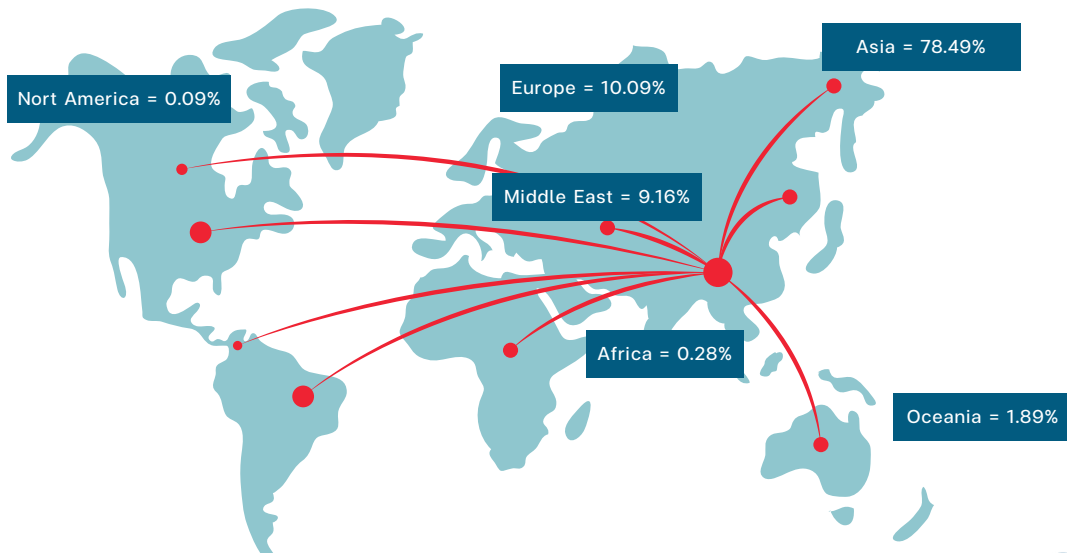 Asia = 78.49%
Europe = 10.09%
Nort America = 0.09%
Middle East = 9.16%
Africa = 0.28%
Oceania = 1.89%